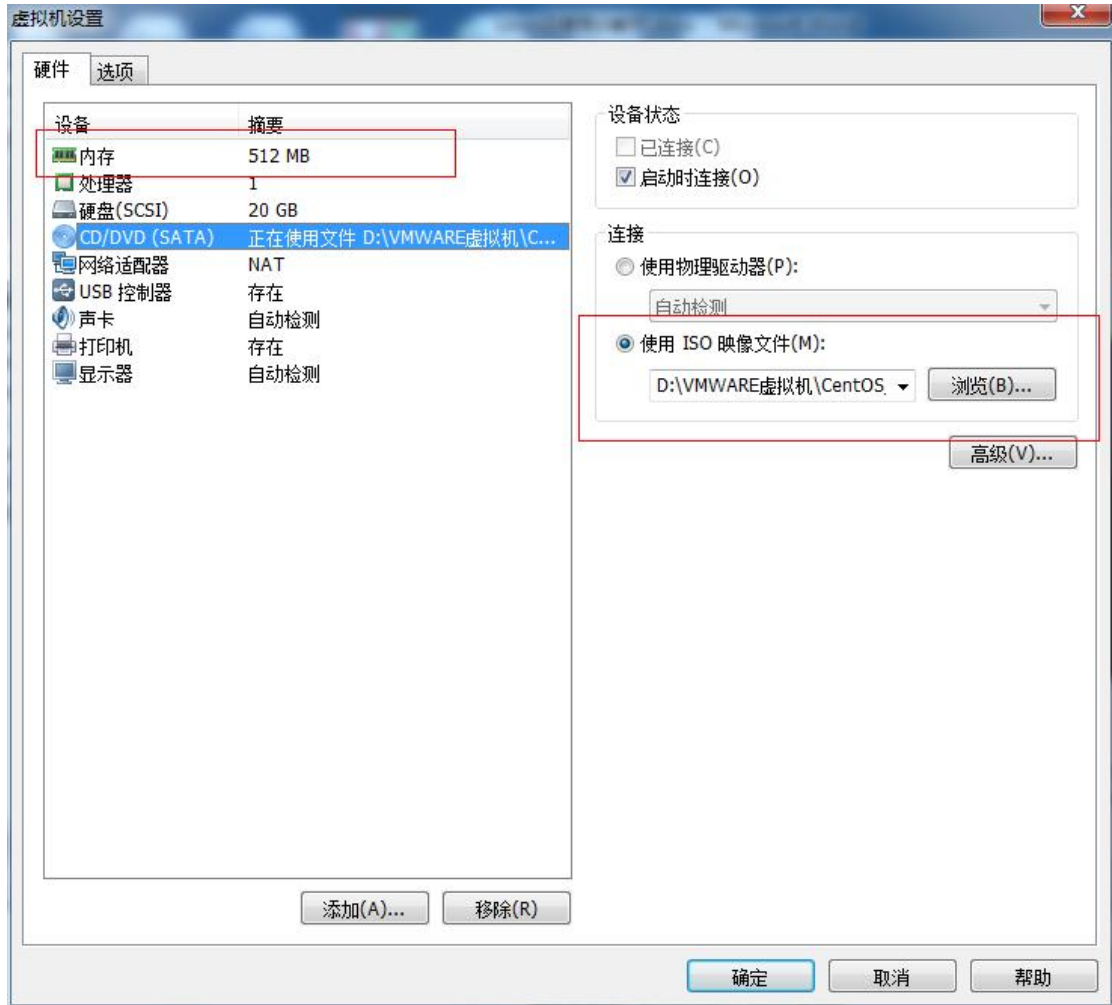 虚拟机设置
硬件 选项
设备 摘要
内存 512 MB
处理器 1
硬盘(SCSI) 20 GB
CD/DVD (SATA) 正在使用文件 D:\VMWARE虚拟机\C...
网络适配器 NAT
USB 控制器 存在
声卡 自动检测
打印机 存在
显示器 自动检测
添加(A)... 移除(R)
设备状态
已连接(C)
启动时连接(O)
连接
使用物理驱动器(P):
自动检测
使用 ISO 映像文件(M):
D:\VMWARE虚拟机\CentOS_ 浏览(B)...
高级(V)...
确定 取消 帮助